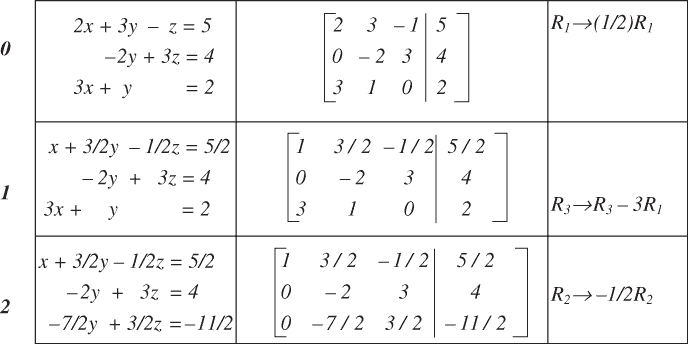 0
2x + 3y – z = 5
–2y + 3z = 4
3x + y = 2
2 3 –1 5
0 –2 3 4
3 1 0 2
R1→(1/2)R1
1
x + 3/2y – 1/2z = 5/2
– 2y + 3z = 4
3x + y = 2
1 3/2 –1/2 5/2
0 –2 3 4
3 1 0 2
R3→R3 – 3R1
2
x + 3/2y – 1/2z = 5/2
–2y + 3z = 4
–7/2y + 3/2z = –11/2
1 3/2 –1/2 5/2
0 –2 3 4
0 –7/2 3/2 –11/2
R2→ –1/2R2